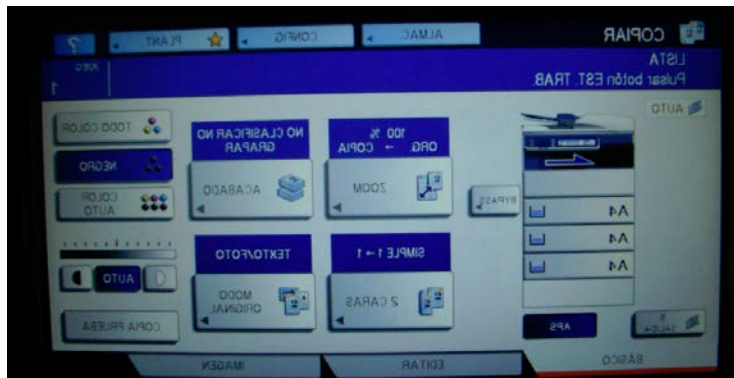 COPIAR
ALMAC
CONFIG
PLANT
?
LISTA
Pulsar botón EST. TRAB.
JUEG
1
AUTO
A4
A4
A4
BYPASS
APS
SALIDA
100 %
ORG. → COPIA
ZOOM
NO CLASIFICAR NO
GRAPAR
ACABADO
SIMPLE 1→1
2 CARAS
TEXTO/FOTO
MODO
ORIGINAL
TODO COLOR
NEGRO
COLOR
AUTO
AUTO
COPIA PRUEBA
BÁSICO
EDITAR
IMAGEN